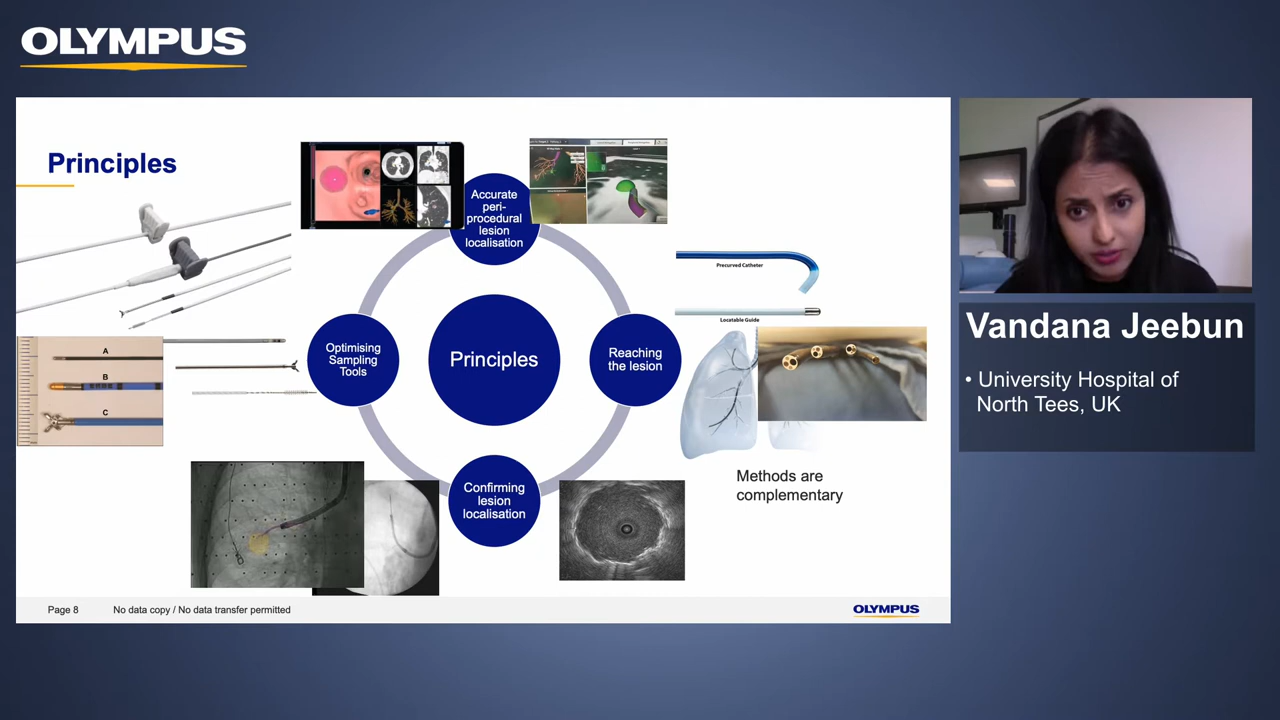 OLYMPUS
Principles
Accurate
peri-
procedural
lesion
localisation
Precurved Catheter
Locatable Guide
Optimising
Sampling
Tools
Principles
Reaching
the lesion
A
B
C
Confirming
lesion
localisation
Methods are
complementary
Page 8
No data copy / No data transfer permitted
OLYMPUS
Vandana Jeebun
• University Hospital of
North Tees, UK